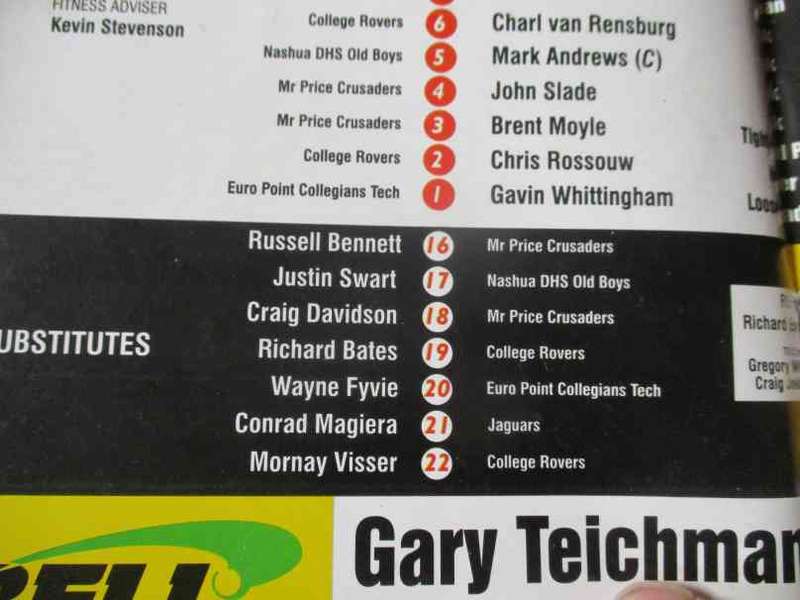 FITNESS ADVISER
Kevin Stevenson
College Rovers 6 Charl van Rensburg
Nashua DHS Old Boys 5 Mark Andrews (C)
Mr Price Crusaders 4 John Slade
Mr Price Crusaders 3 Brent Moyle
College Rovers 2 Chris Rossouw
Euro Point Collegians Tech 1 Gavin Whittingham
Russell Bennett 16 Mr Price Crusaders
Justin Swart 17 Nashua DHS Old Boys
Craig Davidson 18 Mr Price Crusaders
UBSTITUTES
Richard Bates 19 College Rovers
Wayne Fyvie 20 Euro Point Collegians Tech
Conrad Magiera 21 Jaguars
Mornay Visser 22 College Rovers
Richard
Gregory
Craig
Gary Teichman